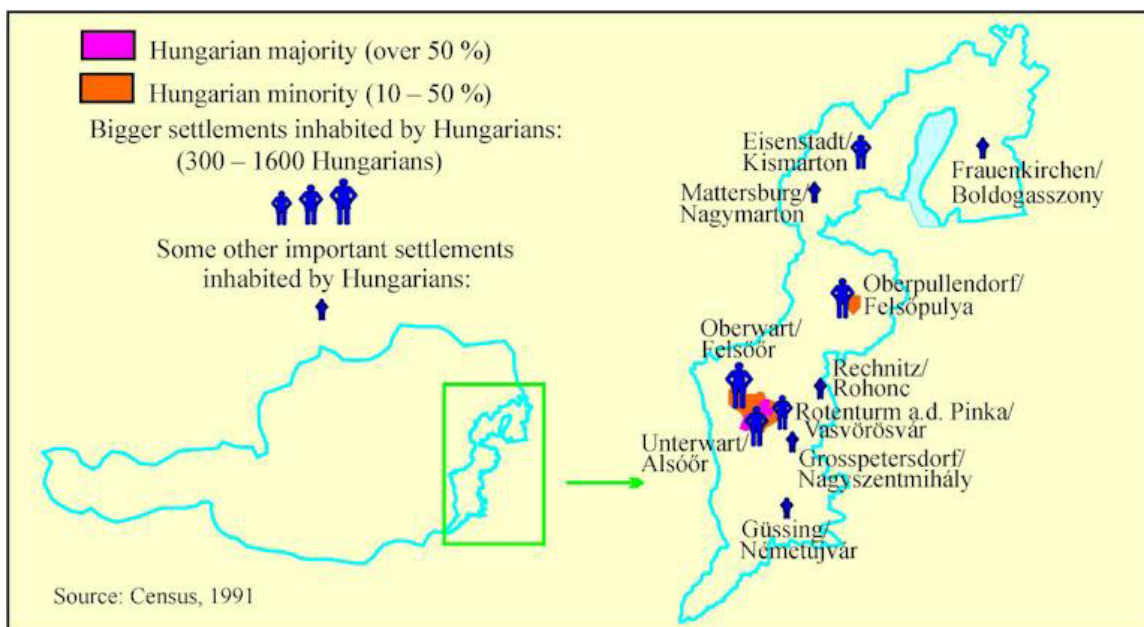 Hungarian majority (over 50 %)
Hungarian minority (10 – 50 %)
Bigger settlements inhabited by Hungarians:
(300 – 1600 Hungarians)
Some other important settlements
inhabited by Hungarians:
Eisenstadt/
Kismarton
Mattersburg/
Nagymarton
Frauenkirchen/
Boldogasszony
Oberpullendorf/
Felsőpulya
Oberwart/
Felsőőr
Rechnitz/
Rohonc
Rotenturm a.d. Pinka/
Vasvörösvár
Unterwart/
Alsóőr
Grosspetersdorf/
Nagyszentmihály
Güssing/
Németújvár
Source: Census, 1991